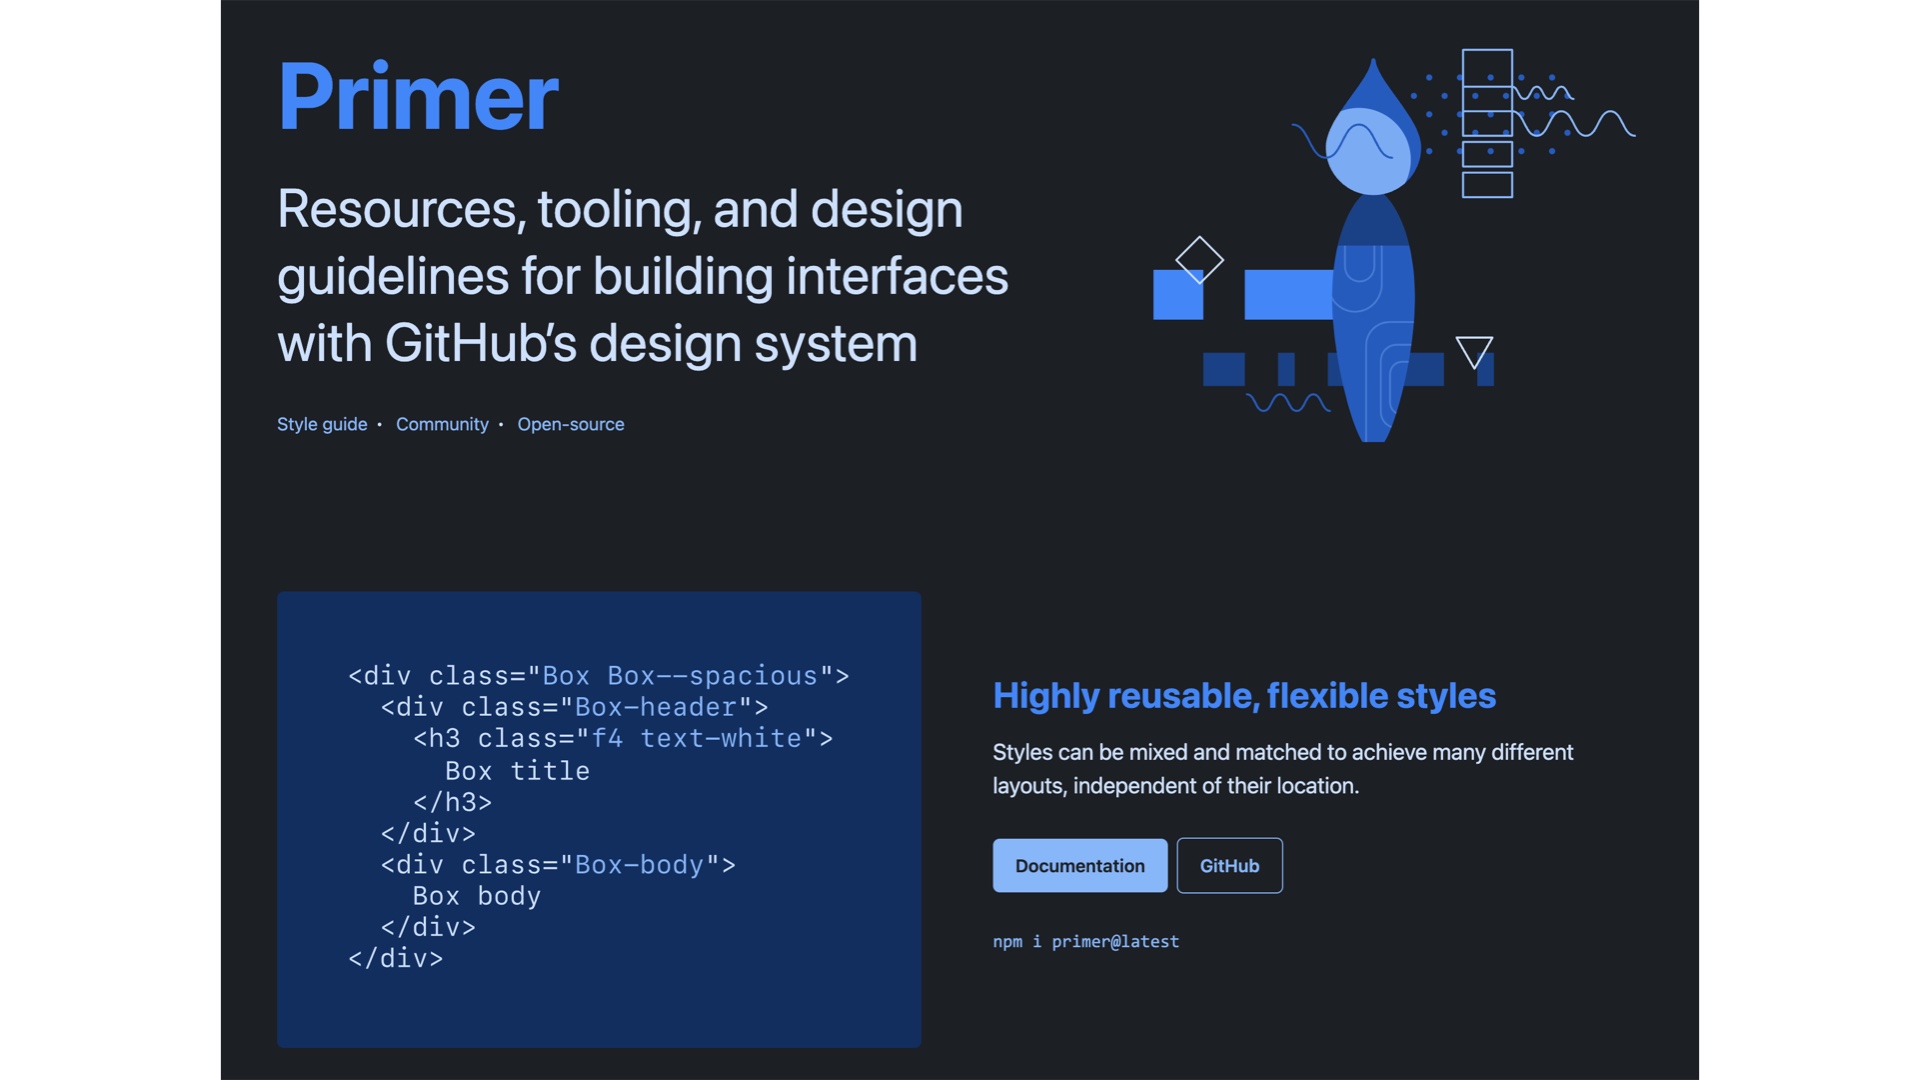 Primer
Resources, tooling, and design
guidelines for building interfaces
with GitHub’s design system
Style guide • Community • Open-source
<div class="Box Box--spacious">
  <div class="Box-header">
    <h3 class="f4 text-white">
      Box title
    </h3>
  </div>
  <div class="Box-body">
    Box body
  </div>
</div>
Highly reusable, flexible styles
Styles can be mixed and matched to achieve many different
layouts, independent of their location.
Documentation GitHub
npm i primer@latest